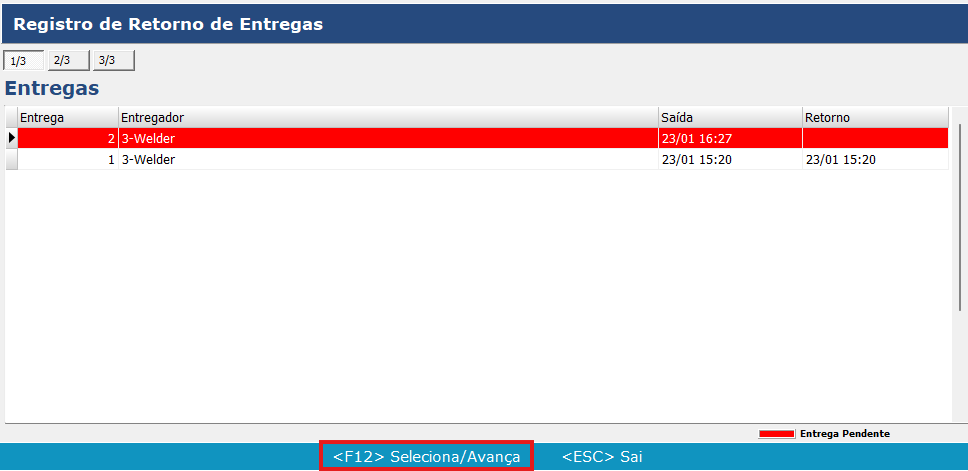 Registro de Retorno de Entregas
1/3 2/3 3/3
Entregas
Entrega Entregador Saída Retorno
2 3-Welder 23/01 16:27
1 3-Welder 23/01 15:20 23/01 15:20
Entrega Pendente
<F12> Seleciona/Avança <ESC> Sai